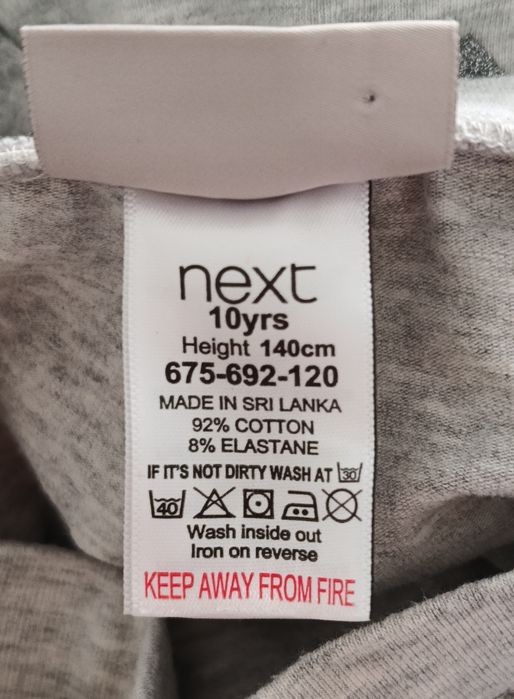 next
10yrs
Height 140cm
675-692-120
MADE IN SRI LANKA
92% COTTON
8% ELASTANE
IF IT'S NOT DIRTY WASH AT 30
40
Wash inside out
Iron on reverse
KEEP AWAY FROM FIRE